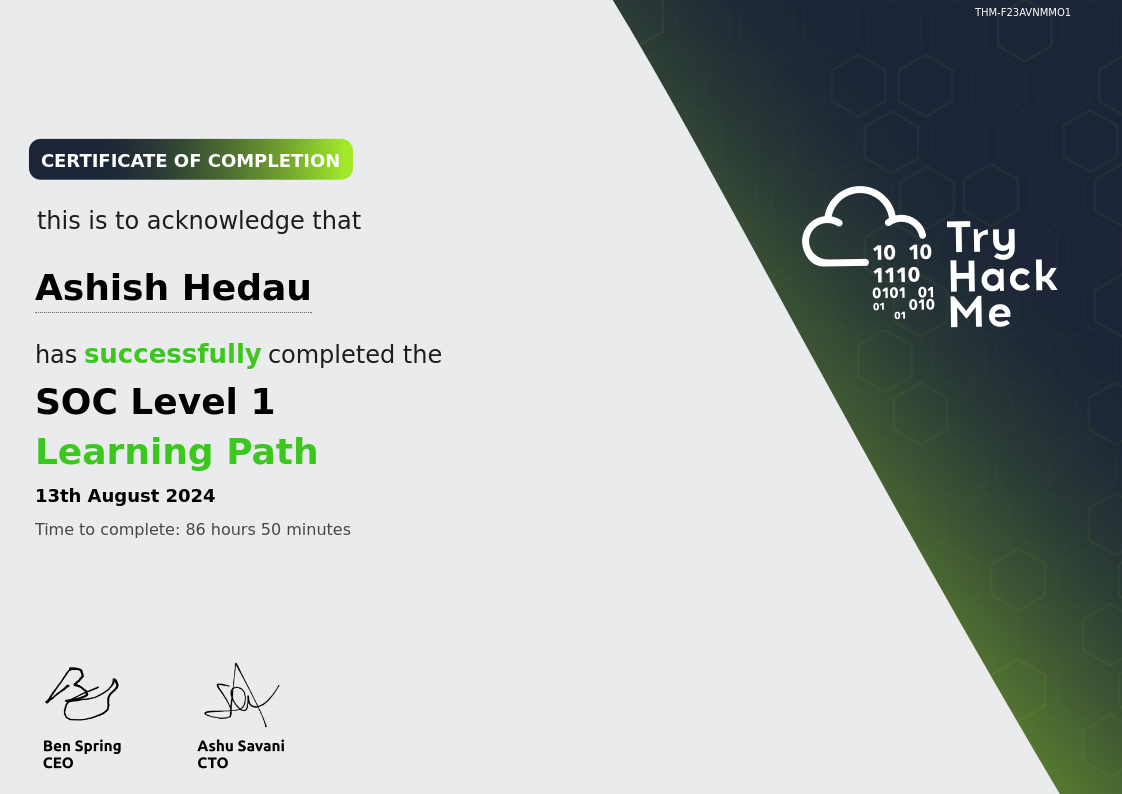 THM-F23AVNMMO1
CERTIFICATE OF COMPLETION
this is to acknowledge that
Ashish Hedau
has successfully completed the
SOC Level 1
Learning Path
13th August 2024
Time to complete: 86 hours 50 minutes
10 10
1110
0101 01
01 010
01
Try
Hack
Me
Ben Spring
CEO
Ashu Savani
CTO